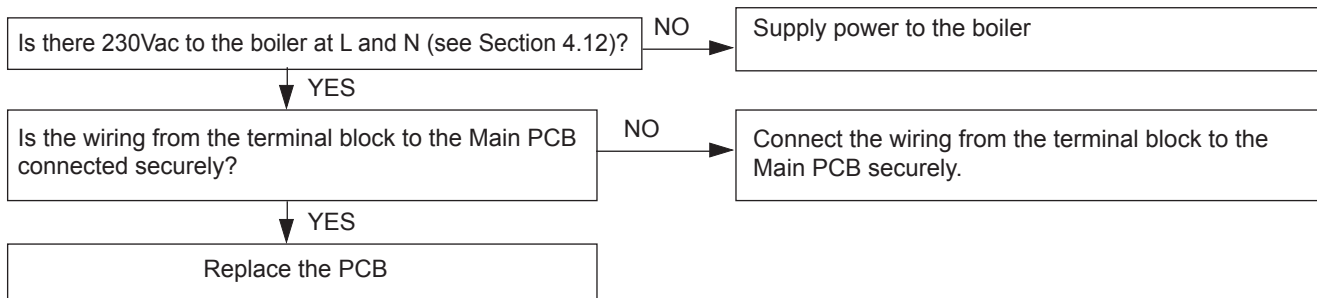 Is there 230Vac to the boiler at L and N (see Section 4.12)?
NO
Supply power to the boiler
YES
Is the wiring from the terminal block to the Main PCB
connected securely?
NO
Connect the wiring from the terminal block to the
Main PCB securely.
YES
Replace the PCB